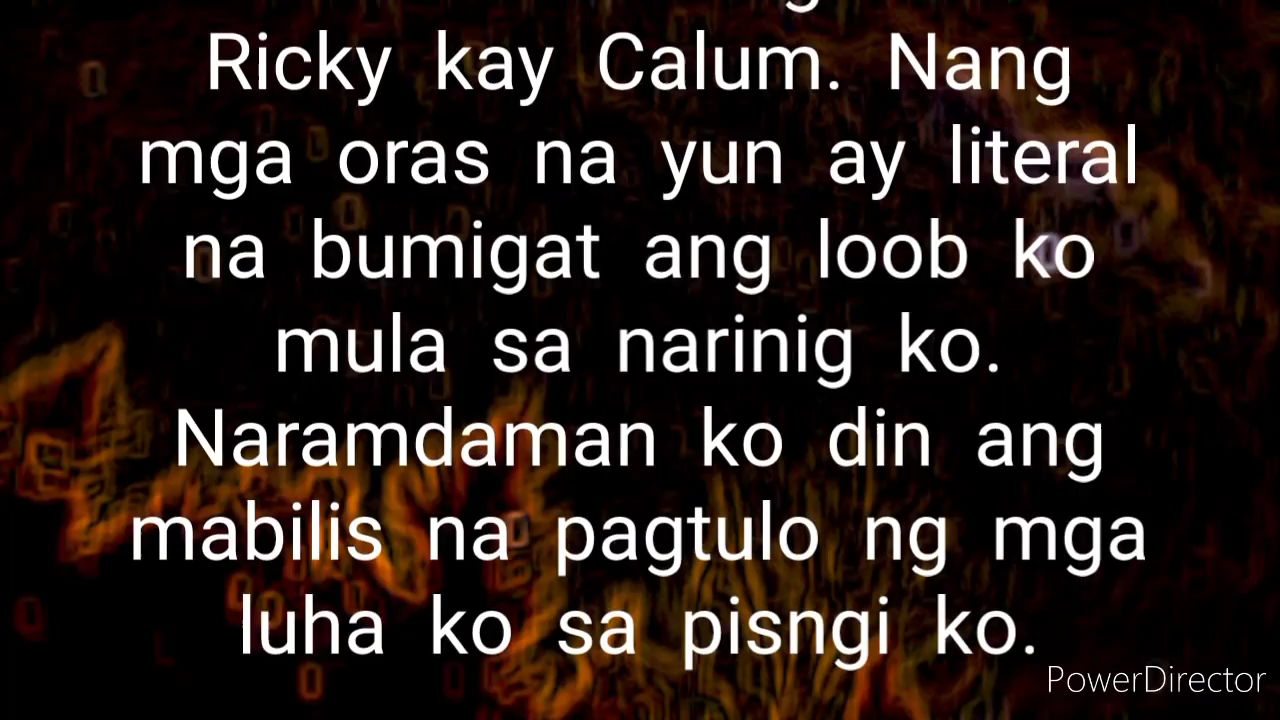 Ricky kay Calum. Nang
mga oras na yun ay literal
na bumigat ang loob ko
mula sa narinig ko.
Naramdaman ko din ang
mabilis na pagtulo ng mga
luha ko sa pisngi ko.
PowerDirector